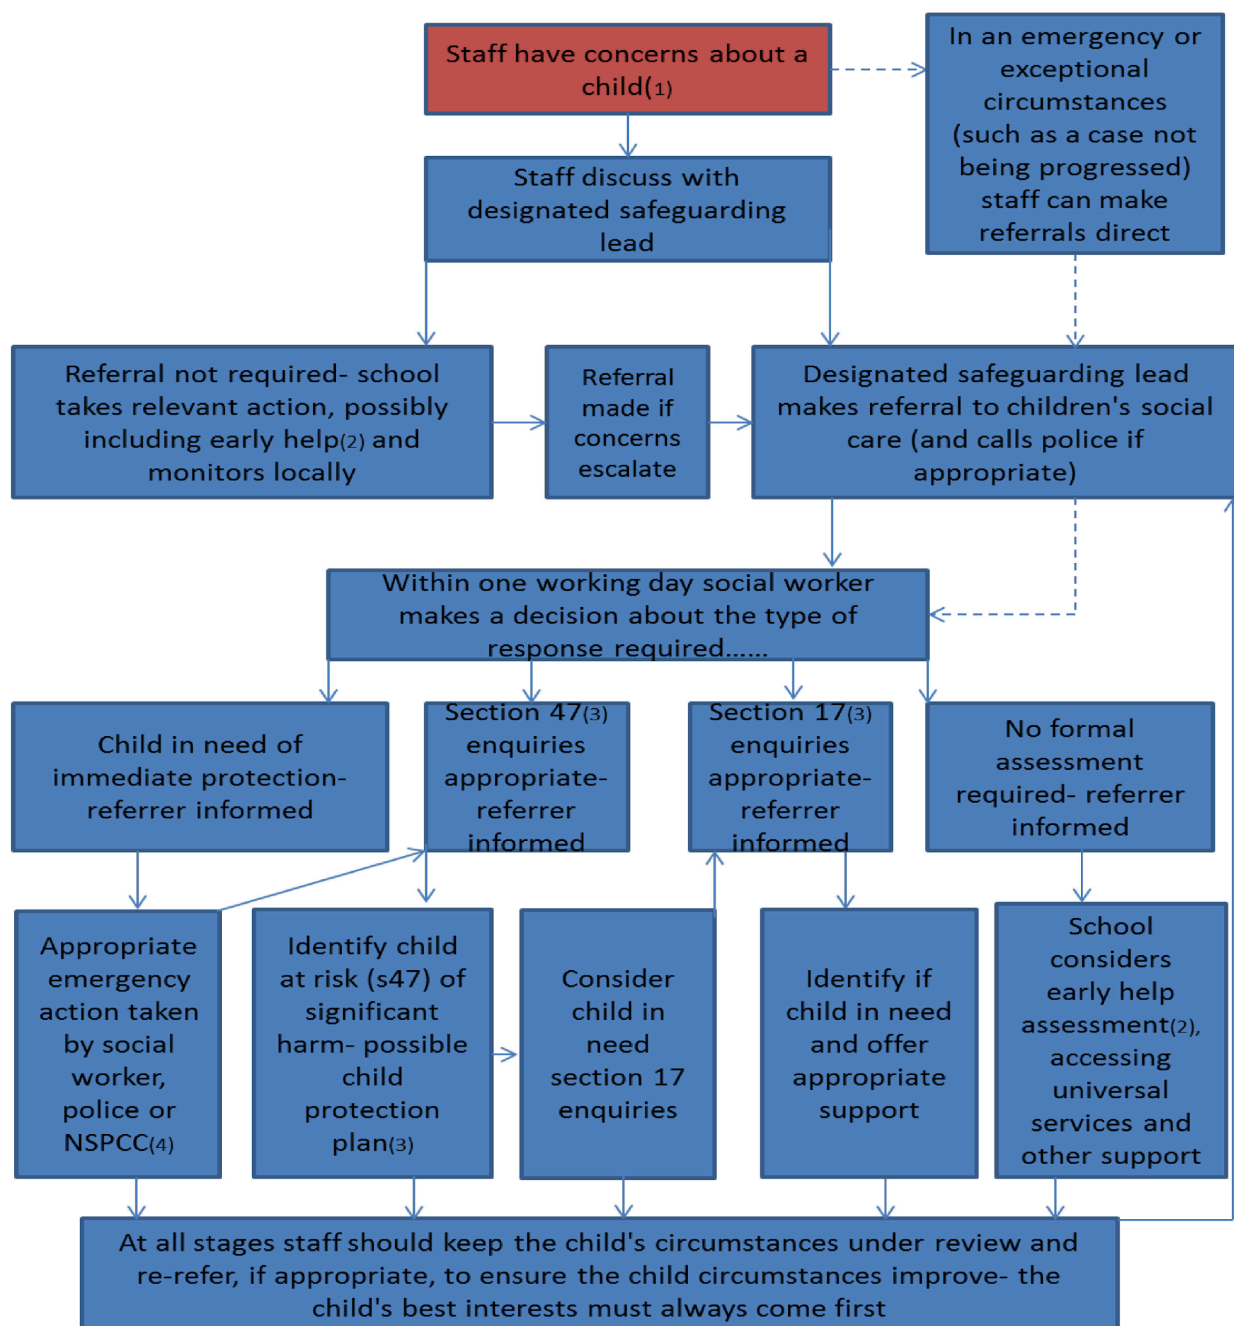 Staff have concerns about a
child(1)
In an emergency or
exceptional
circumstances
(such as a case not
being progressed)
staff can make
referrals direct
Staff discuss with
designated safeguarding
lead
Referral not required- school
takes relevant action, possibly
including early help(2) and
monitors locally
Referral
made if
concerns
escalate
Designated safeguarding lead
makes referral to children's social
care (and calls police if
appropriate)
Within one working day social worker
makes a decision about the type of
response required......
Child in need of
immediate protection-
referrer informed
Section 47(3)
enquiries
appropriate-
referrer
informed
Section 17(3)
enquiries
appropriate-
referrer
informed
No formal
assessment
required- referrer
informed
Appropriate
emergency
action taken
by social
worker,
police or
NSPCC(4)
Identify child
at risk (s47) of
significant
harm- possible
child
protection
plan(3)
Consider
child in
need
section 17
enquiries
Identify if
child in need
and offer
appropriate
support
School
considers
early help
assessment(2),
accessing
universal
services and
other support
At all stages staff should keep the child's circumstances under review and
re-refer, if appropriate, to ensure the child circumstances improve- the
child's best interests must always come first